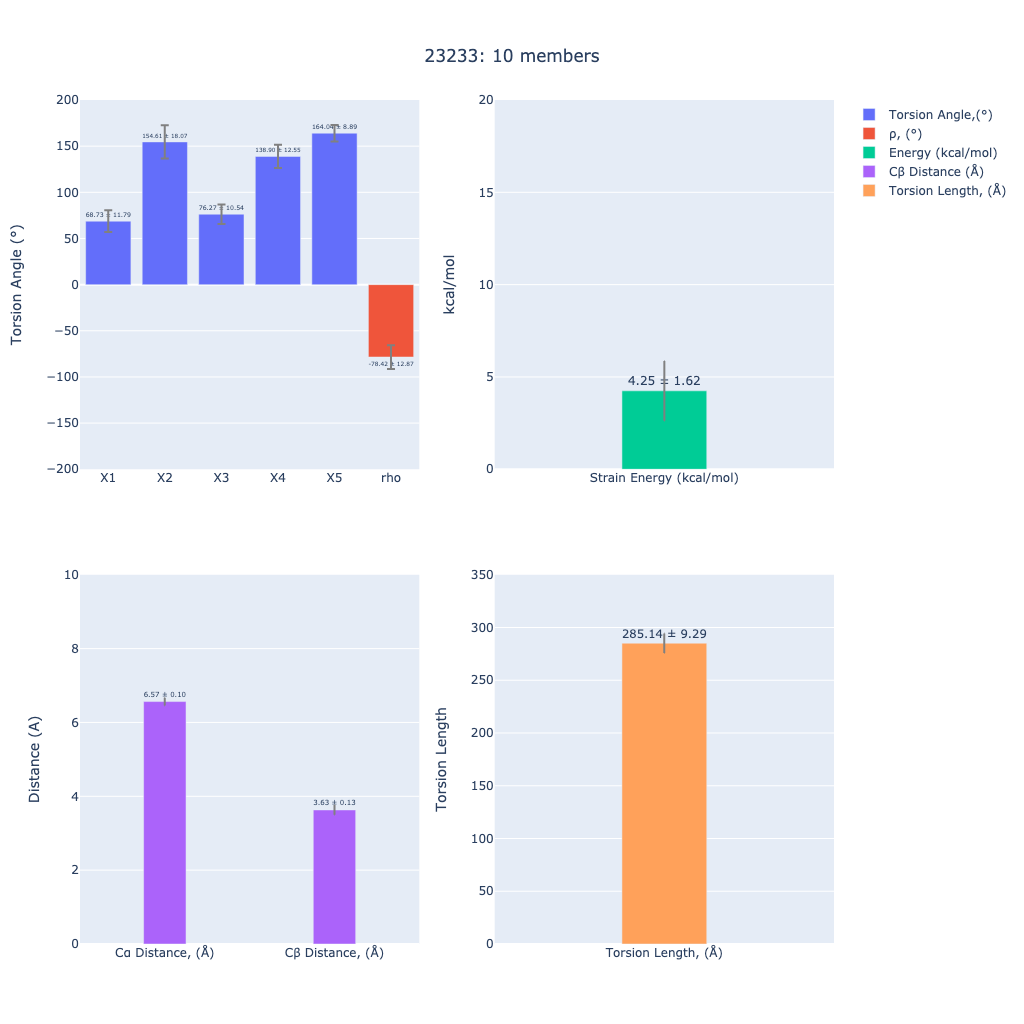 23233: 10 members
Torsion Angle (°)
200
150
100
50
0
−50
−100
−150
−200
68.73 ± 11.79
154.61 ± 18.07
76.27 ± 10.54
138.90 ± 12.55
164.04 ± 8.89
-78.42 ± 12.87
X1 X2 X3 X4 X5 rho
kcal/mol
20
15
10
5
0
4.25 ± 1.62
Strain Energy (kcal/mol)
Torsion Angle,(°)
ρ, (°)
Energy (kcal/mol)
Cβ Distance (Å)
Torsion Length, (Å)
Distance (A)
10
8
6
4
2
0
6.57 ± 0.10
3.63 ± 0.13
Cα Distance, (Å) Cβ Distance, (Å)
Torsion Length
350
300
250
200
150
100
50
0
285.14 ± 9.29
Torsion Length, (Å)